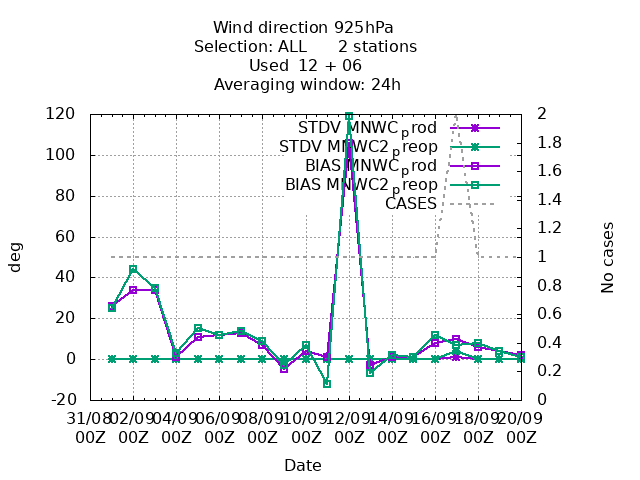 Wind direction 925hPa
Selection: ALL 2 stations
Used 12 + 06
Averaging window: 24h
STDV MNWC_prod
STDV MNWC2_preop
BIAS MNWC_prod
BIAS MNWC2_preop
CASES
deg
120
100
80
60
40
20
0
-20
No cases
2
1.8
1.6
1.4
1.2
1
0.8
0.6
0.4
0.2
0
31/08 02/09 04/09 06/09 08/09 10/09 12/09 14/09 16/09 18/09 20/09
00Z 00Z 00Z 00Z 00Z 00Z 00Z 00Z 00Z 00Z 00Z
Date